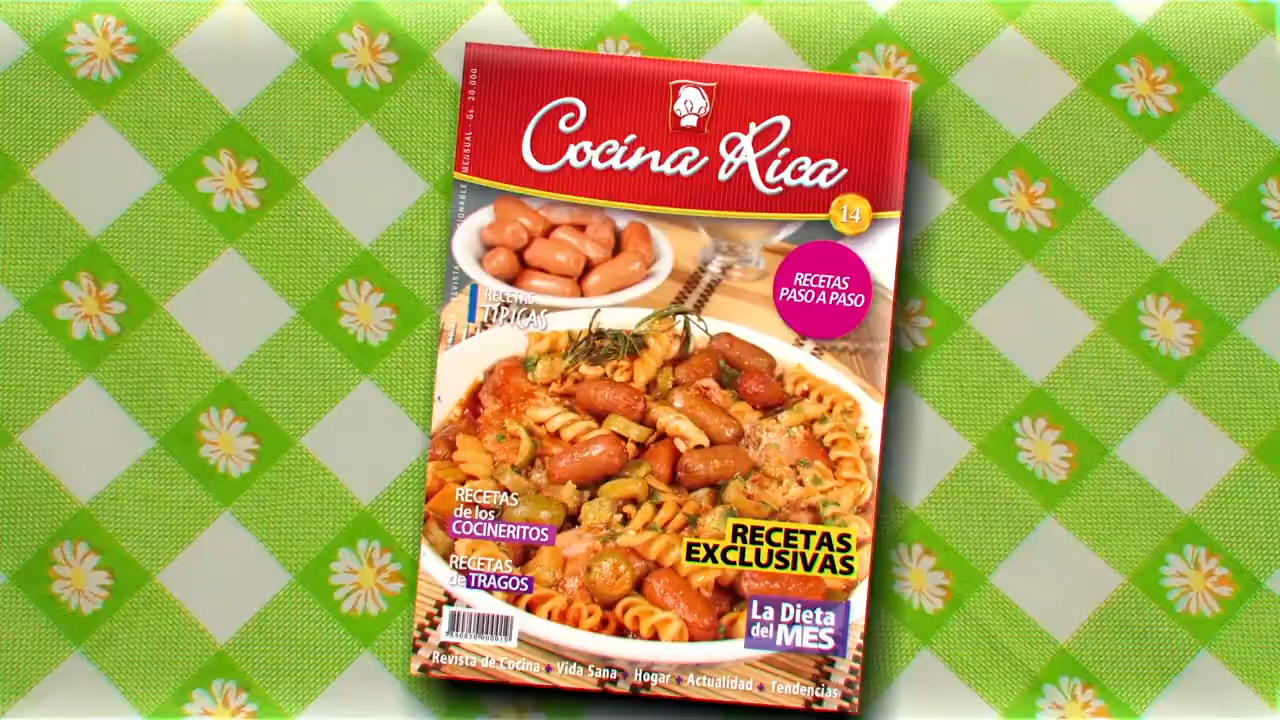 MENSUAL - Gs. 20.000
Cocina Rica
14
RECETAS
PASO A PASO
RECETAS
TÍPICAS
RECETAS
de los
COCINERITOS
RECETAS
de TRAGOS
RECETAS
EXCLUSIVAS
La Dieta
del MES
Revista de Cocina + Vida Sana + Hogar + Actualidad + Tendencias